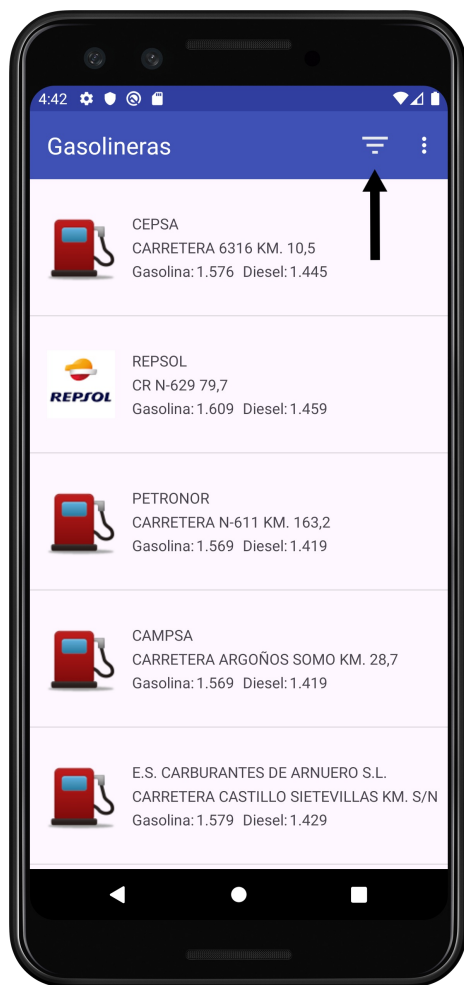 4:42
Gasolineras
CEPSA
CARRETERA 6316 KM. 10,5
Gasolina: 1.576 Diesel: 1.445
REPSOL
REPSOL
CR N-629 79,7
Gasolina: 1.609 Diesel: 1.459
PETRONOR
CARRETERA N-611 KM. 163,2
Gasolina: 1.569 Diesel: 1.419
CAMPSA
CARRETERA ARGOÑOS SOMO KM. 28,7
Gasolina: 1.569 Diesel: 1.419
E.S. CARBURANTES DE ARNUERO S.L.
CARRETERA CASTILLO SIETEVILLAS KM. S/N
Gasolina: 1.579 Diesel: 1.429